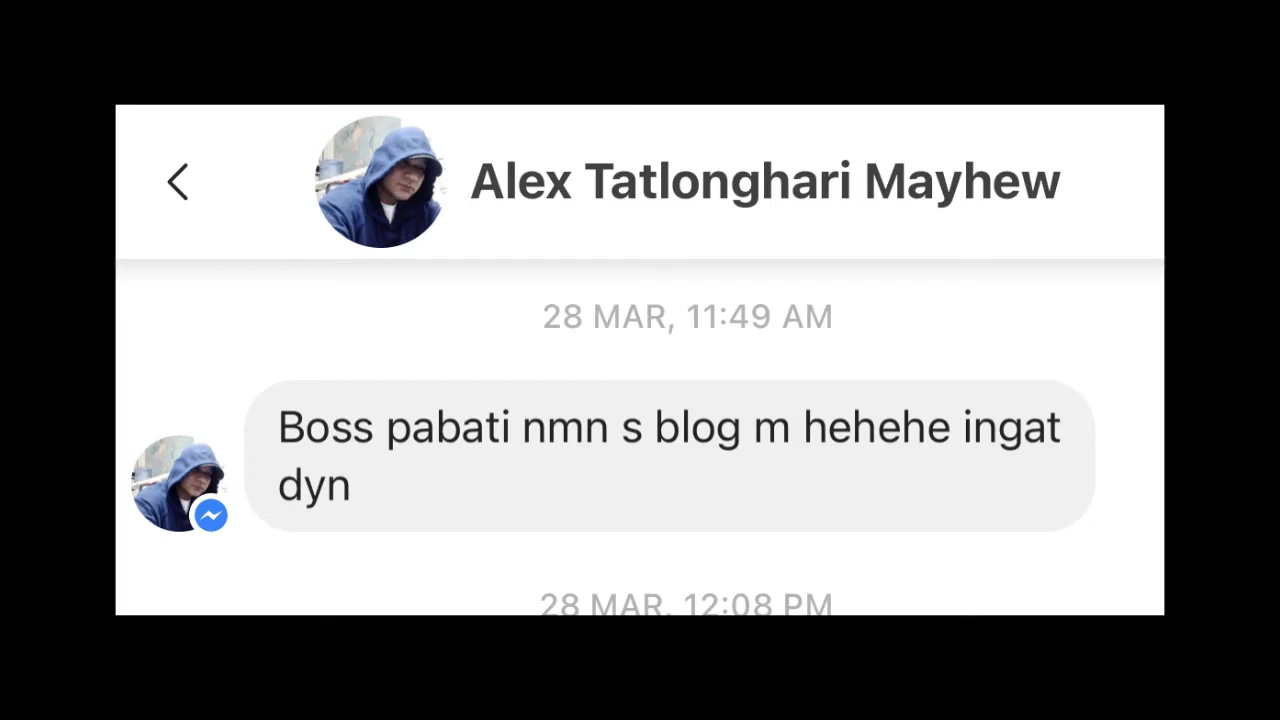 Alex Tatlonghari Mayhew
28 MAR, 11:49 AM
Boss pabati nmn s blog m hehehe ingat
dyn
28 MAR, 12:08 PM